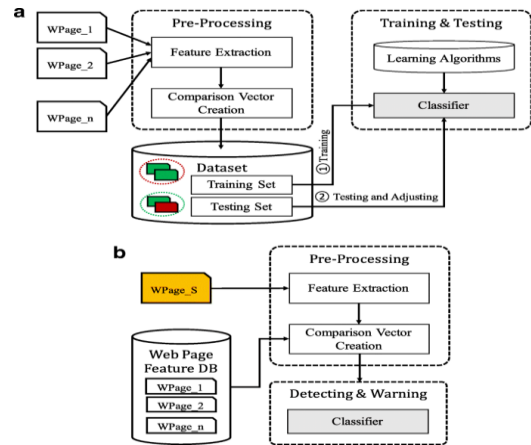 a
Pre-Processing
Training & Testing
WPage_1
WPage_2
WPage_n
Feature Extraction
Comparison Vector
Creation
Learning Algorithms
Classifier
Dataset
Training Set
Testing Set
① Training
② Testing and Adjusting
b
Pre-Processing
WPage_S
Feature Extraction
Comparison Vector
Creation
Web Page
Feature DB
WPage_1
WPage_2
WPage_n
Detecting & Warning
Classifier